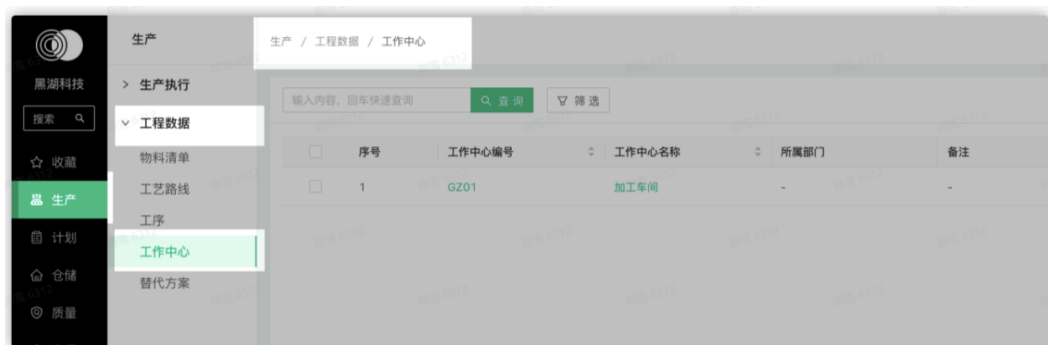 黑湖科技
搜索
收藏
生产
计划
仓储
质量
生产
生产执行
工程数据
物料清单
工艺路线
工序
工作中心
替代方案
生产 / 工程数据 / 工作中心
输入内容，回车快速查询 查询 筛选
序号 工作中心编号 工作中心名称 所属部门 备注
1 GZ01 加工车间 - -